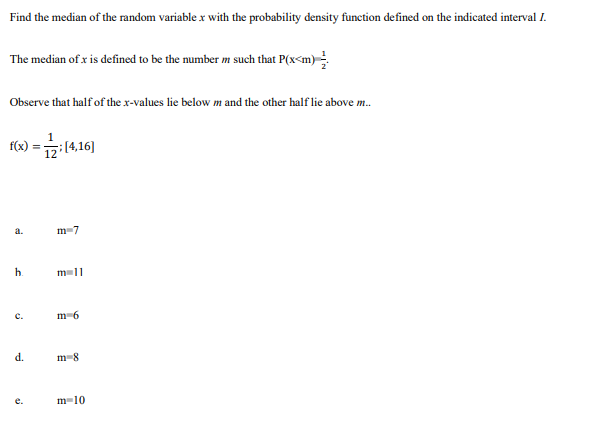 Find the median of the random variable x with the probability density function defined on the indicated interval I.
The median of x is defined to be the number m such that P(x<m)=1/2.
Observe that half of the x-values lie below m and the other half lie above m..
f(x) = 1/12; [4,16]
a. m=7
h m=11
c. m=6
d. m=8
e. m=10